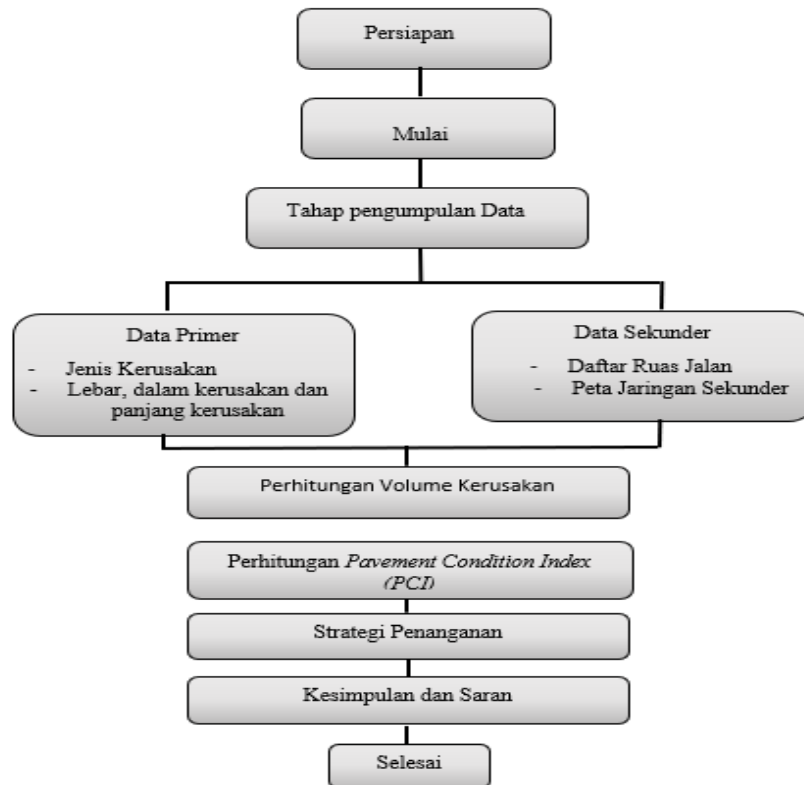 Persiapan
Mulai
Tahap pengumpulan Data
Data Primer
- Jenis Kerusakan
- Lebar, dalam kerusakan dan
panjang kerusakan
Data Sekunder
- Daftar Ruas Jalan
- Peta Jaringan Sekunder
Perhitungan Volume Kerusakan
Perhitungan Pavement Condition Index
(PCI)
Strategi Penanganan
Kesimpulan dan Saran
Selesai